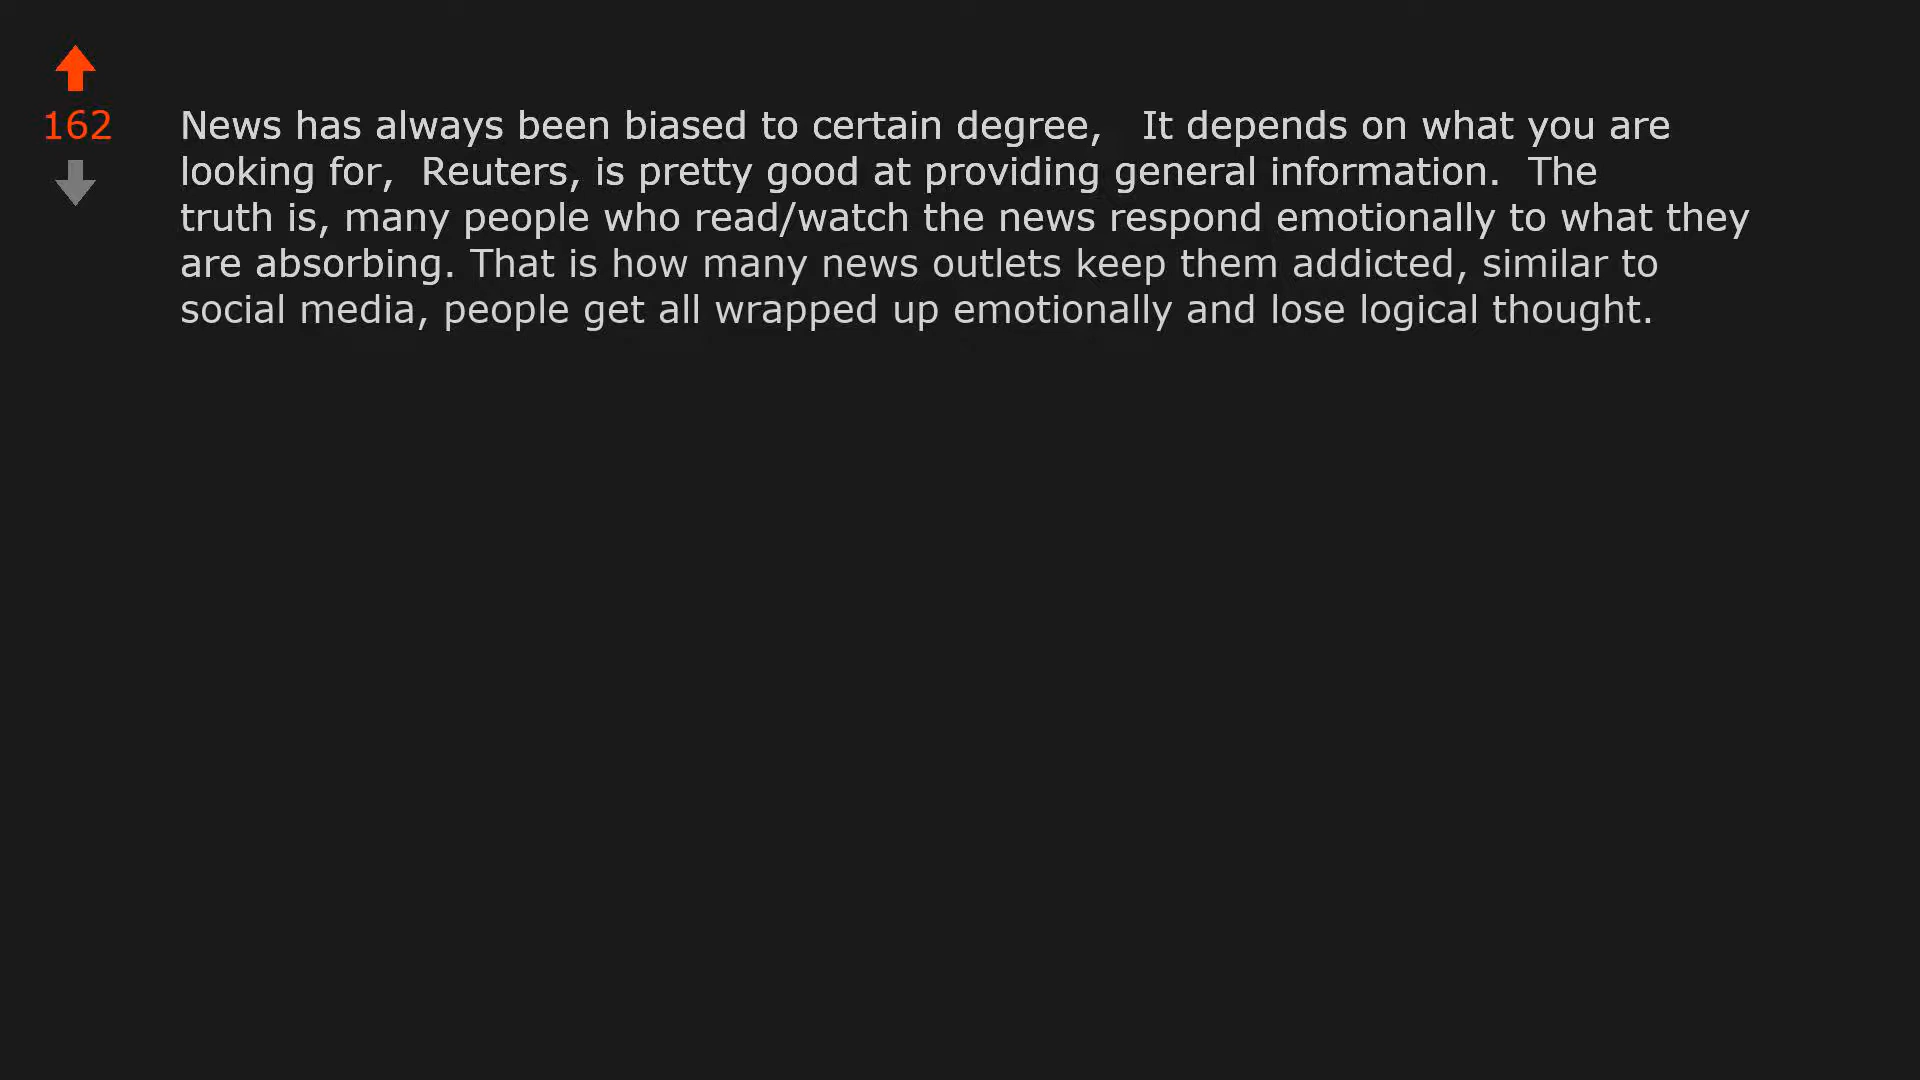 162
News has always been biased to certain degree,   It depends on what you are
looking for,  Reuters, is pretty good at providing general information.  The
truth is, many people who read/watch the news respond emotionally to what they
are absorbing. That is how many news outlets keep them addicted, similar to
social media, people get all wrapped up emotionally and lose logical thought.